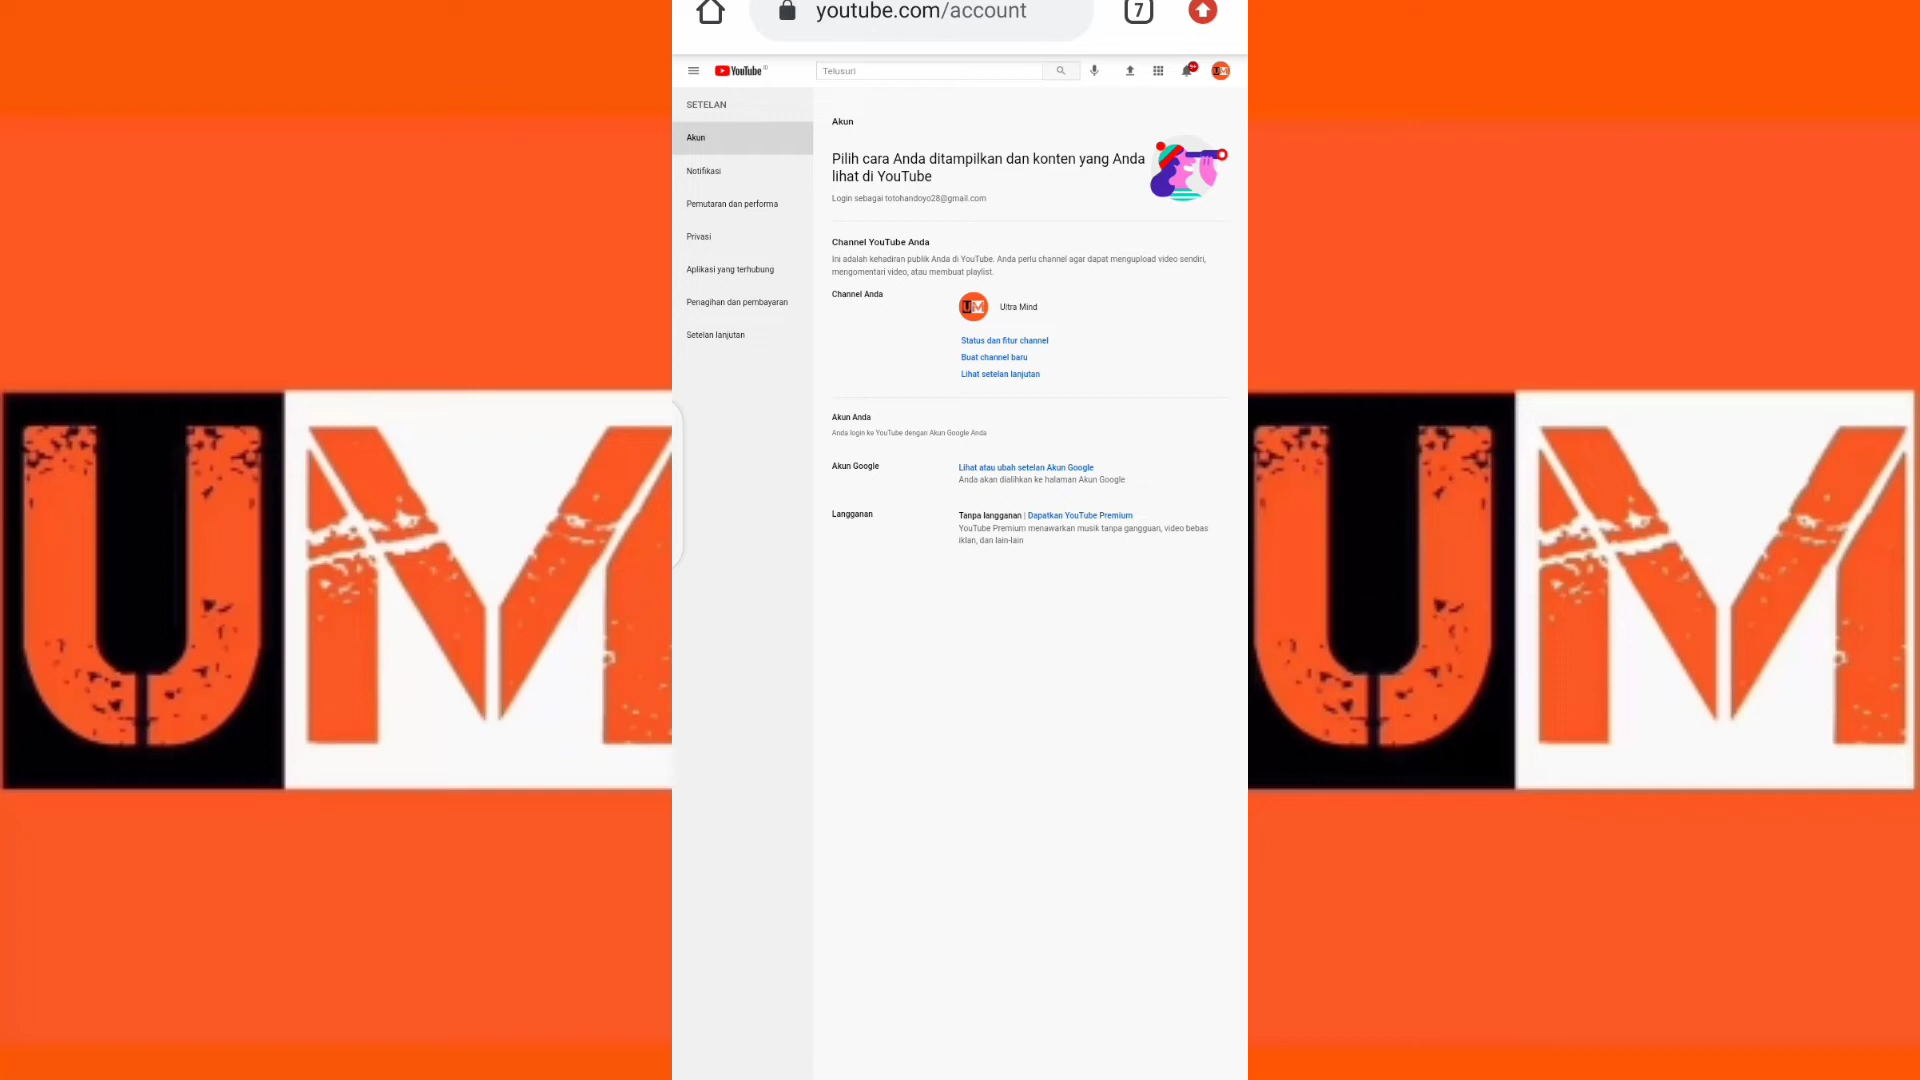 youtube.com/account
7
YouTube ID
Telusuri
9+
UM
SETELAN
Akun
Notifikasi
Pemutaran dan performa
Privasi
Aplikasi yang terhubung
Penagihan dan pembayaran
Setelan lanjutan
Akun
Pilih cara Anda ditampilkan dan konten yang Anda
lihat di YouTube
Login sebagai totohandoyo28@gmail.com
Channel YouTube Anda
Ini adalah kehadiran publik Anda di YouTube. Anda perlu channel agar dapat mengupload video sendiri,
mengomentari video, atau membuat playlist.
Channel Anda
UM
Ultra Mind
Status dan fitur channel
Buat channel baru
Lihat setelan lanjutan
Akun Anda
Anda login ke YouTube dengan Akun Google Anda
Akun Google
Lihat atau ubah setelan Akun Google
Anda akan dialihkan ke halaman Akun Google
Langganan
Tanpa langganan | Dapatkan YouTube Premium
YouTube Premium menawarkan musik tanpa gangguan, video bebas
iklan, dan lain-lain
UM
UM